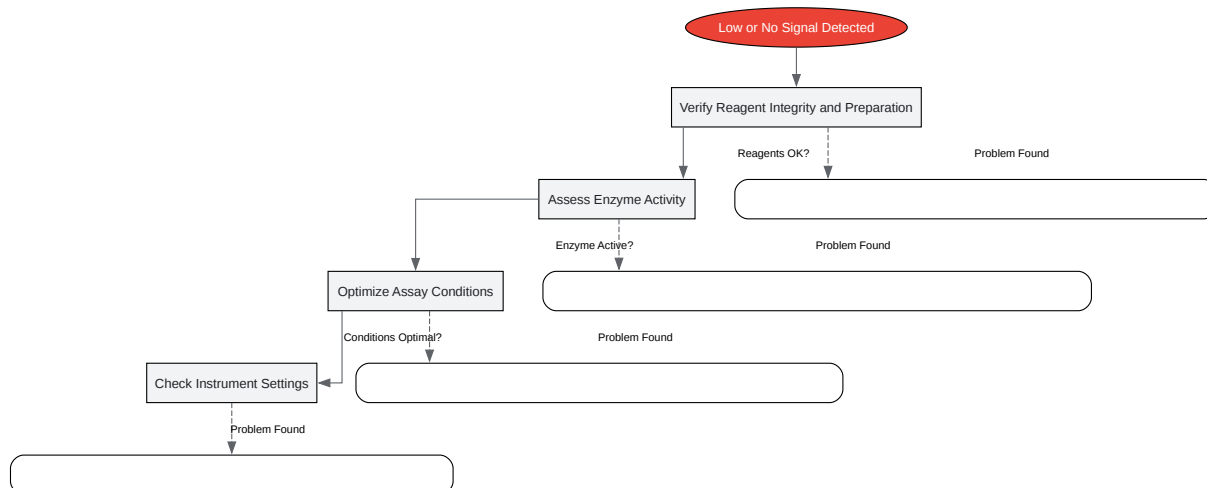 Low or No Signal Detected
Verify Reagent Integrity and Preparation
Reagents OK?
Problem Found
Assess Enzyme Activity
Enzyme Active?
Problem Found
Optimize Assay Conditions
Conditions Optimal?
Problem Found
Check Instrument Settings
Problem Found